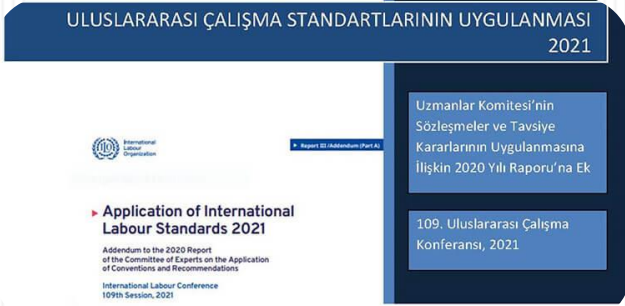 ULUSLARARASI ÇALIŞMA STANDARTLARININ UYGULANMASI
2021
International
Labour
Organization
▸ Report III /Addendum (Part A)
▸ Application of International
Labour Standards 2021
Addendum to the 2020 Report
of the Committee of Experts on the Application
of Conventions and Recommendations
International Labour Conference
109th Session, 2021
Uzmanlar Komitesi’nin
Sözleşmeler ve Tavsiye
Kararlarının Uygulanmasına
İlişkin 2020 Yılı Raporu’na Ek
109. Uluslararası Çalışma
Konferansı, 2021